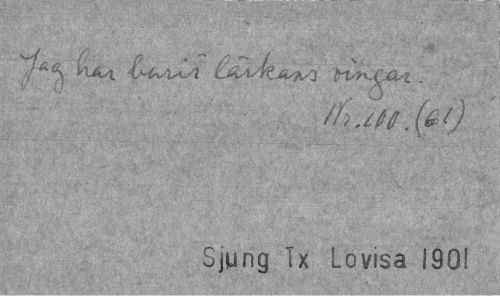 Jag har burit lärkans vingar.
Nr. 100. (61)
Sjung Tx Lovisa 1901